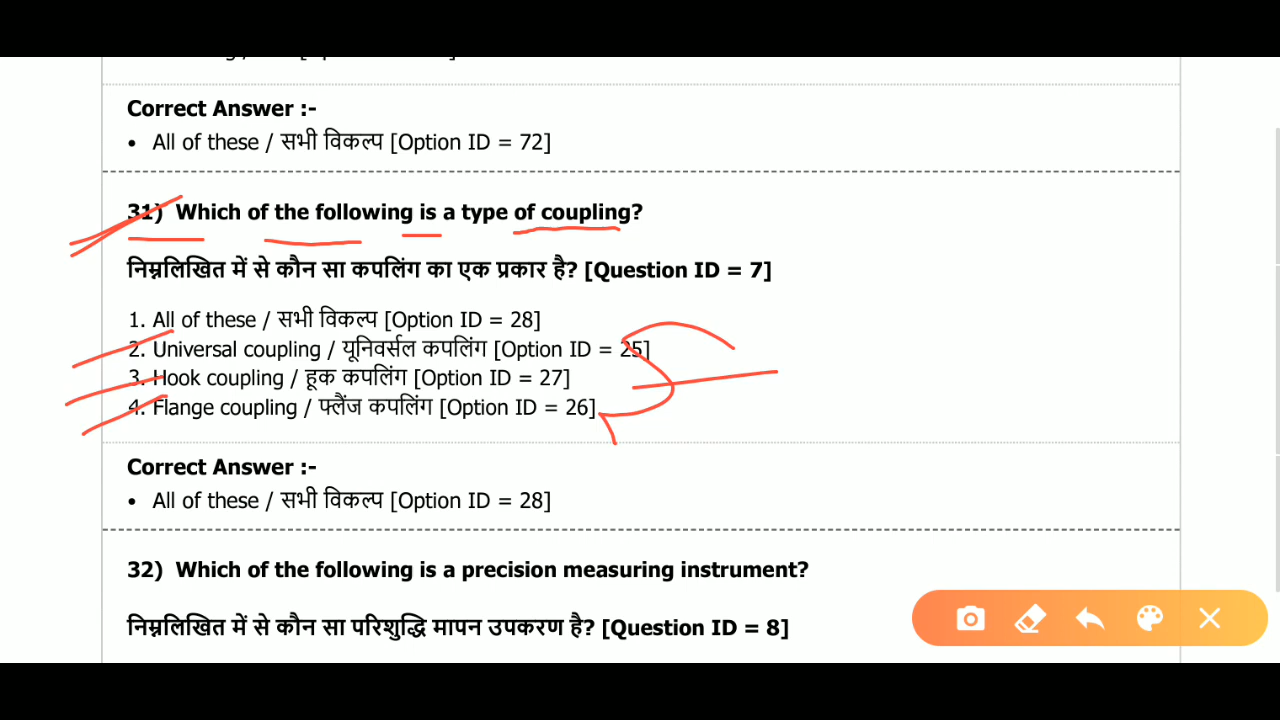 Correct Answer :-
• All of these / सभी विकल्प [Option ID = 72]
31) Which of the following is a type of coupling?
निम्नलिखित में से कौन सा कपलिंग का एक प्रकार है? [Question ID = 7]
1. All of these / सभी विकल्प [Option ID = 28]
2. Universal coupling / यूनिवर्सल कपलिंग [Option ID = 25]
3. Hook coupling / हूक कपलिंग [Option ID = 27]
4. Flange coupling / फ्लैंज कपलिंग [Option ID = 26]
Correct Answer :-
• All of these / सभी विकल्प [Option ID = 28]
32) Which of the following is a precision measuring instrument?
निम्नलिखित में से कौन सा परिशुद्धि मापन उपकरण है? [Question ID = 8]